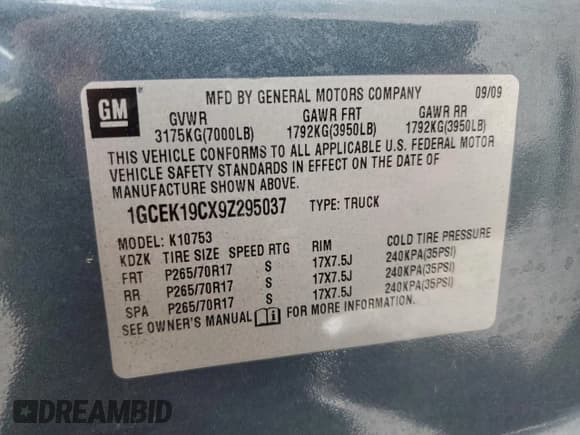 GM
MFD BY GENERAL MOTORS COMPANY 09/09
GVWR GAWR FRT GAWR RR
3175KG(7000LB) 1792KG(3950LB) 1792KG(3950LB)
THIS VEHICLE CONFORMS TO ALL APPLICABLE U.S. FEDERAL MOTOR
VEHICLE SAFETY STANDARDS IN EFFECT ON THE DATE OF
MANUFACTURE SHOWN ABOVE.
1GCEK19CX9Z295037 TYPE: TRUCK
MODEL: K10753
KDZK TIRE SIZE SPEED RTG RIM COLD TIRE PRESSURE
FRT P265/70R17 S 17X7.5J 240KPA(35PSI)
RR P265/70R17 S 17X7.5J 240KPA(35PSI)
SPA P265/70R17 S 17X7.5J 240KPA(35PSI)
SEE OWNER'S MANUAL FOR MORE INFORMATION.
DREAMBID